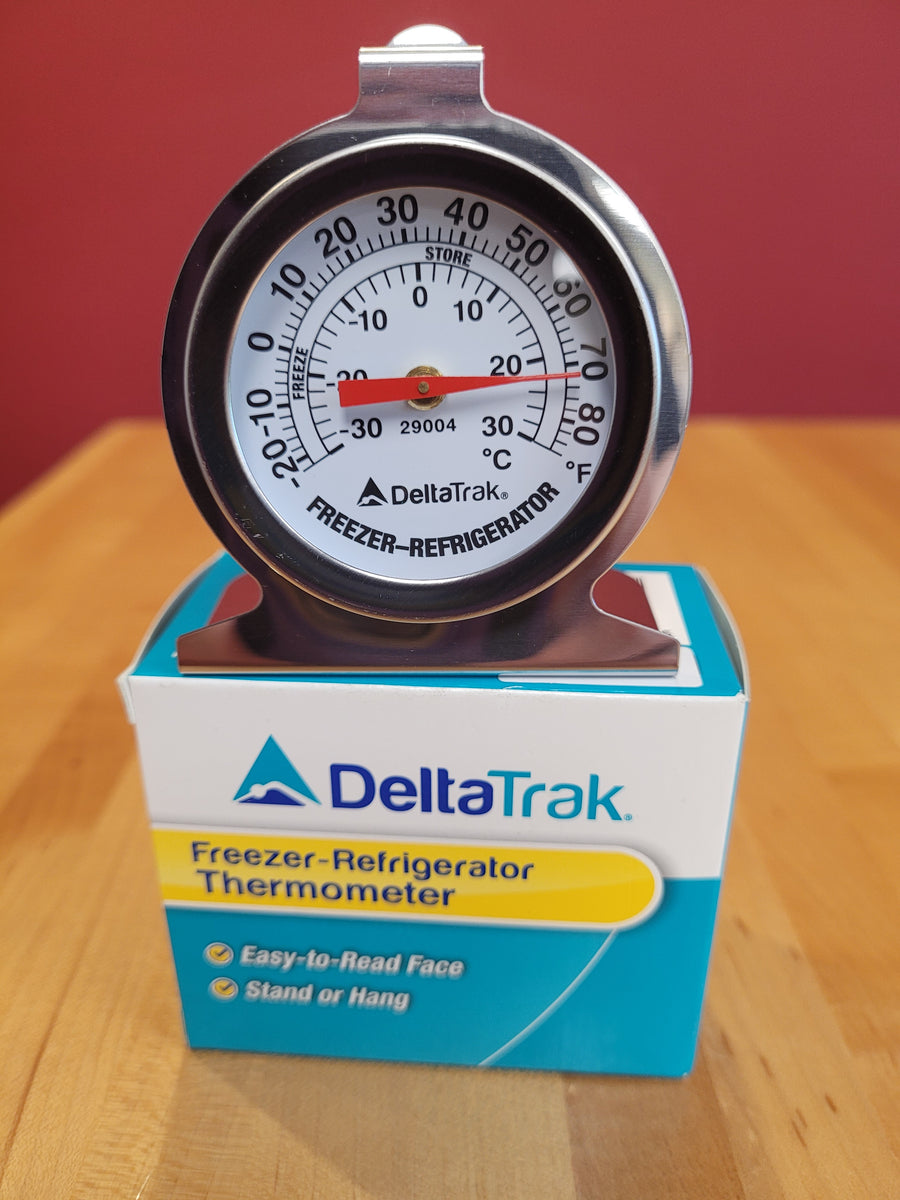 -20 -10 0 10 20 30 40 50 60 70 80 °F
STORE
FREEZE
-30 -20 -10 0 10 20 30 °C
29004
DeltaTrak®
FREEZER–REFRIGERATOR
DeltaTrak®
Freezer-Refrigerator
Thermometer
Easy-to-Read Face
Stand or Hang